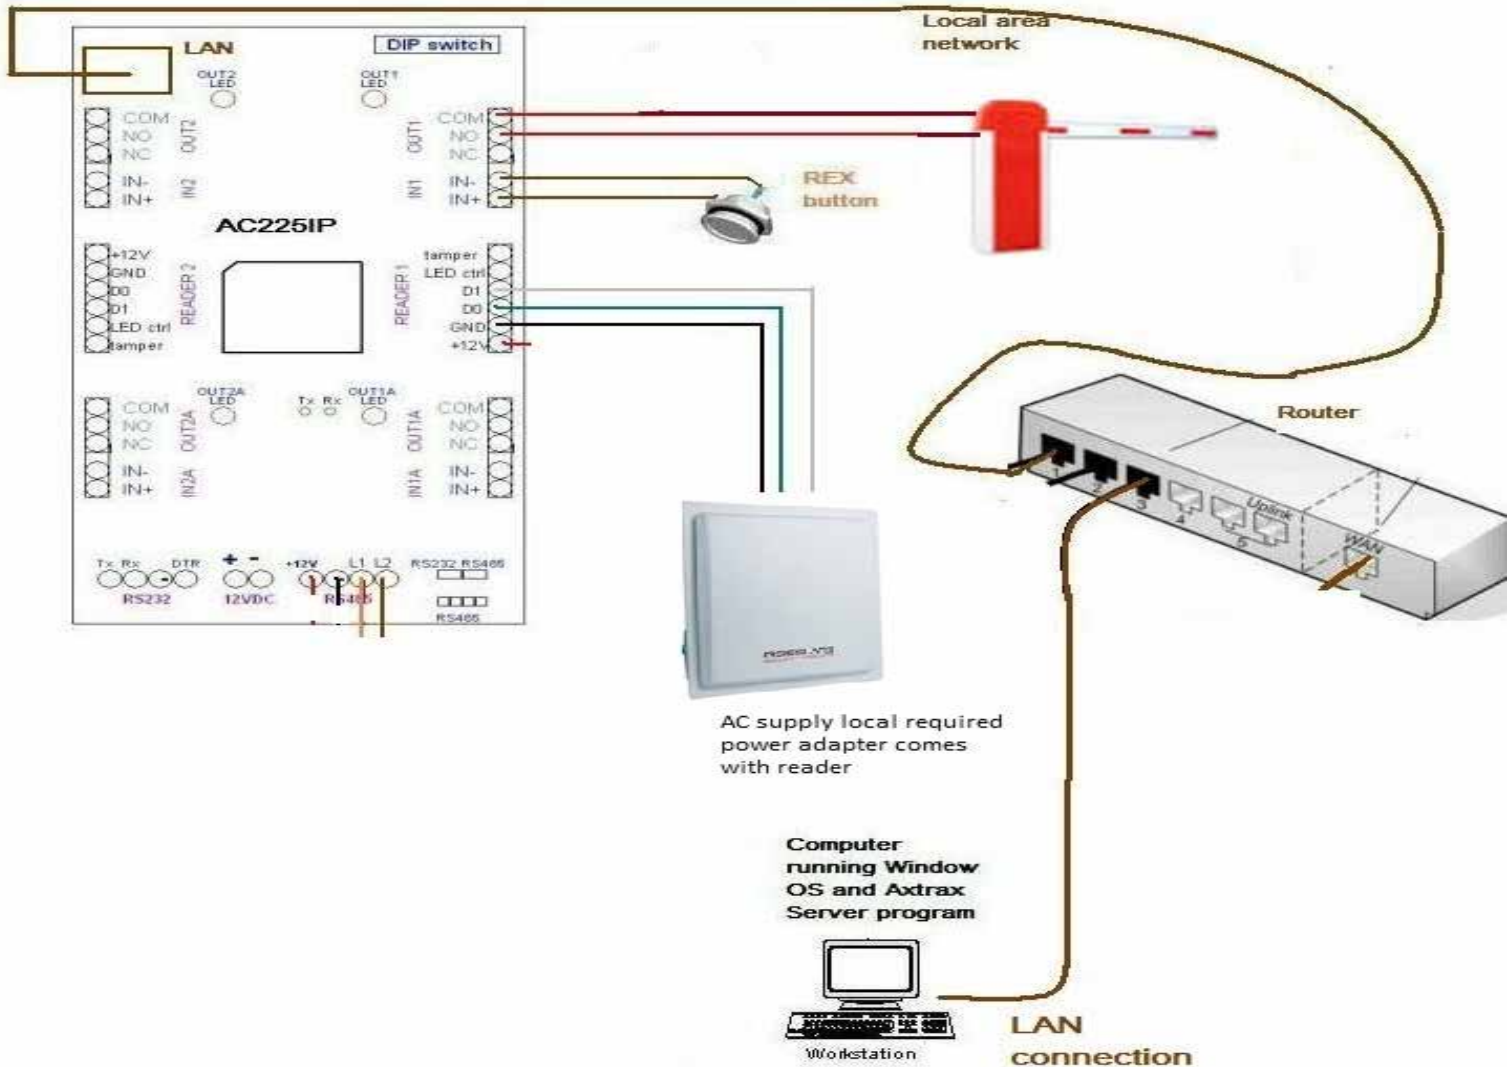 Local area
network
LAN
DIP switch
OUT2
LED
OUT1
LED
COM
NO
NC
OUT2
IN-
IN+
IN2
COM
NO
NC
OUT1
IN-
IN+
IN1
REX
button
AC225IP
+12V
GND
D0
D1
LED ctrl
tamper
READER 2
tamper
LED ctrl
D1
D0
GND
+12V
READER 1
OUT2A
LED
Tx Rx
OUT1A
LED
COM
NO
NC
OUT2A
IN-
IN+
IN2A
COM
NO
NC
OUT1A
IN-
IN+
IN1A
Router
1
2
3
4
Uplink
WAN
Tx Rx DTR
RS232
+ -
12VDC
+12V L1 L2
RS485
RS232 RS485
RS485
AC supply local required
power adapter comes
with reader
Computer
running Window
OS and Axtrax
Server program
Workstation
LAN
connection